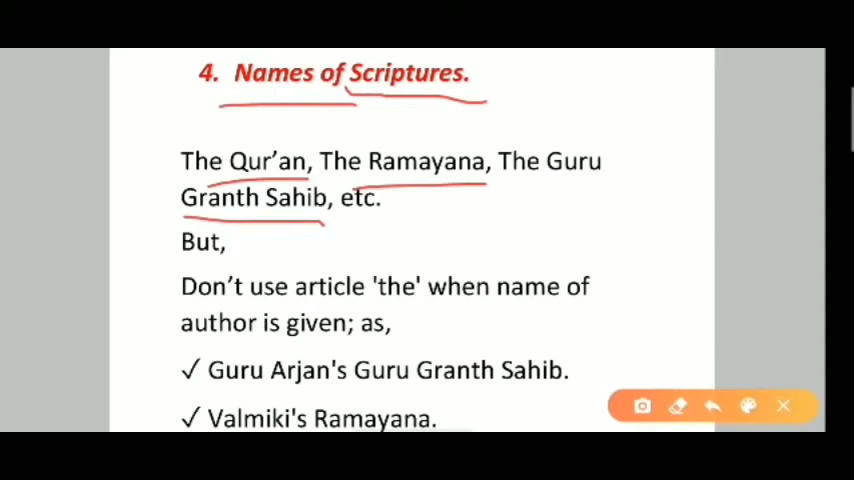 4. Names of Scriptures.
The Qur’an, The Ramayana, The Guru
Granth Sahib, etc.
But,
Don’t use article 'the' when name of
author is given; as,
✓ Guru Arjan's Guru Granth Sahib.
✓ Valmiki's Ramayana.